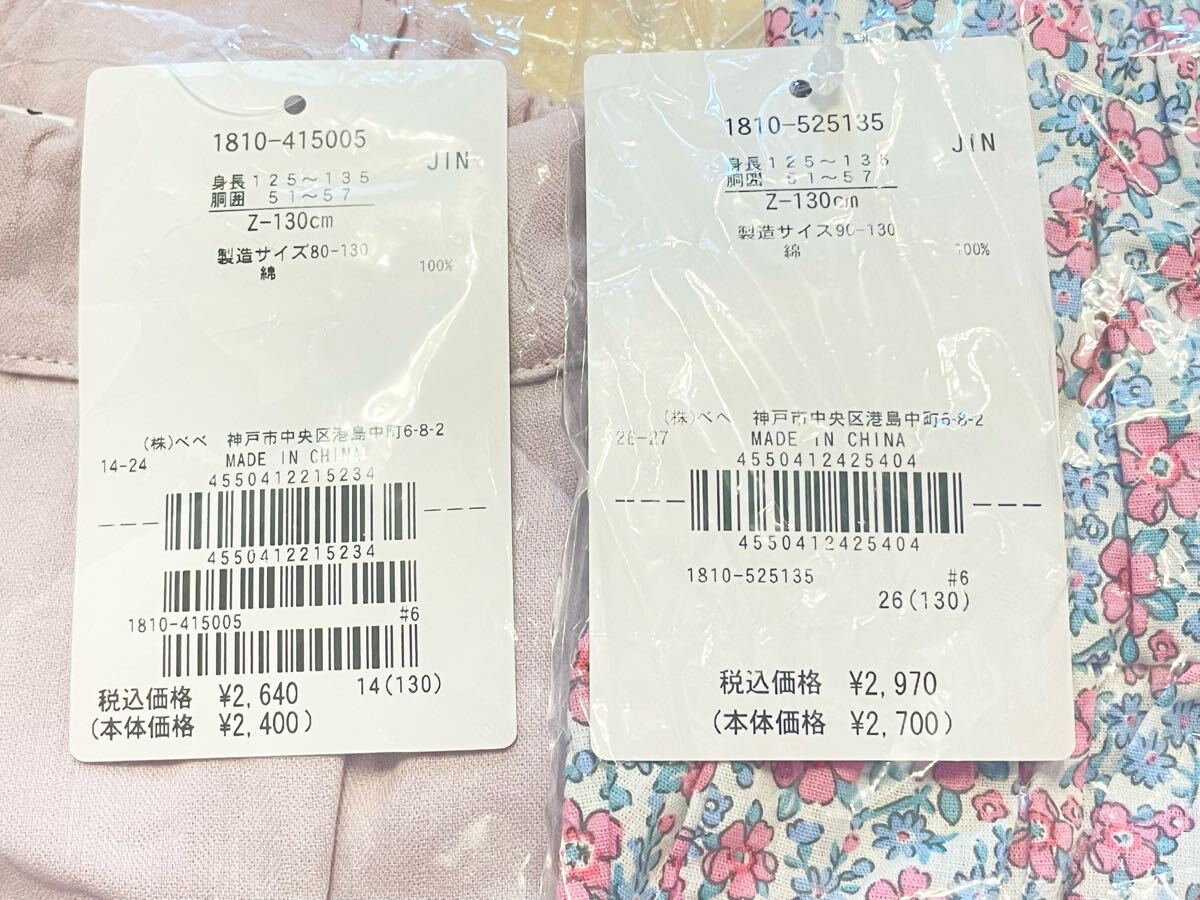 1810-415005
JIN
身長125~135
胴囲 51~57
Z-130cm
製造サイズ80-130
綿 100%
(株)べべ 神戸市中央区港島中町6-8-2
14-24 MADE IN CHINA
4550412215234
4550412215234
1810-415005 #6
14(130)
税込価格 ¥2,640
(本体価格 ¥2,400)
1810-525135
JIN
身長125~135
胴囲 51~57
Z-130cm
製造サイズ90-130
綿 100%
(株)べべ 神戸市中央区港島中町6-8-2
26-27 MADE IN CHINA
4550412425404
4550412425404
1810-525135 #6
26(130)
税込価格 ¥2,970
(本体価格 ¥2,700)